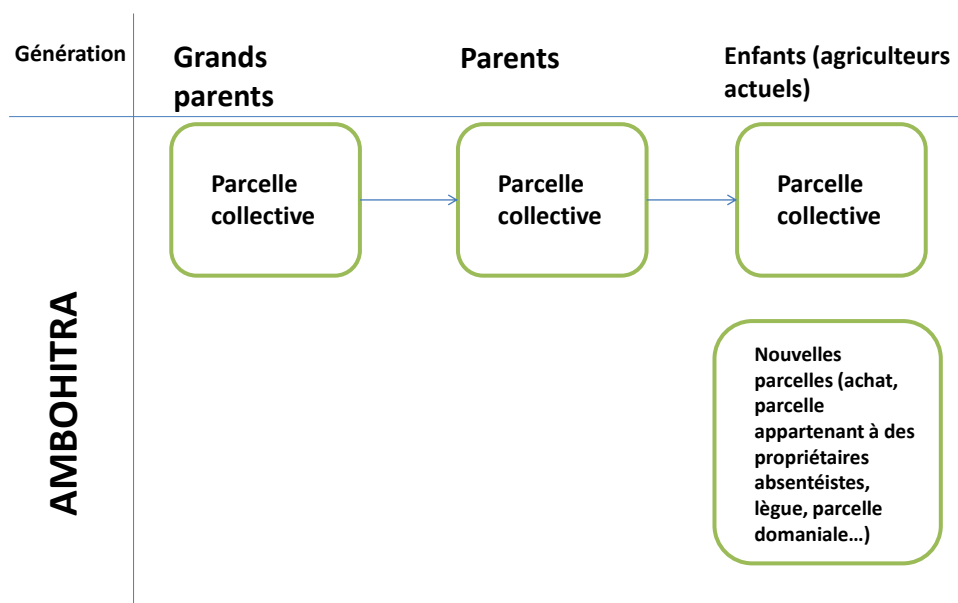 Génération
Grands
parents
Parents
Enfants (agriculteurs
actuels)
AMBOHITRA
Parcelle
collective
Parcelle
collective
Parcelle
collective
Nouvelles
parcelles (achat,
parcelle
appartenant à des
propriétaires
absentéistes,
lègue, parcelle
domaniale...)